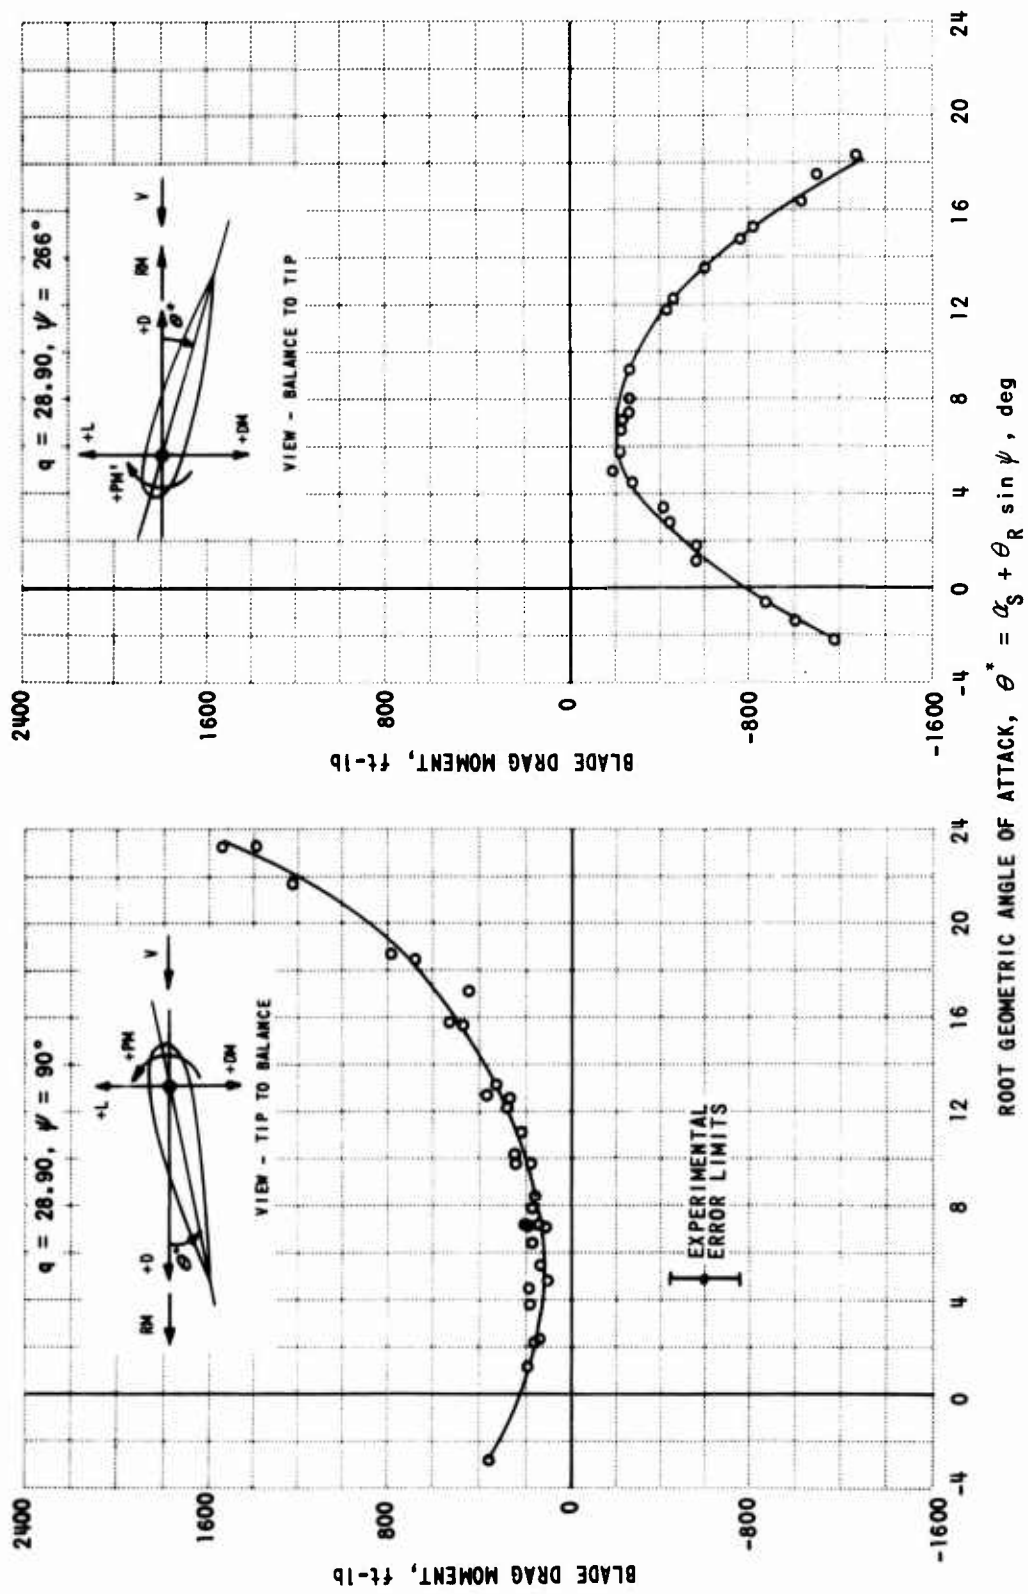 q = 28.90, ψ = 90°
+L
+PM
V
RM
+D
θ*
+DM
VIEW - TIP TO BALANCE
2400
1600
800
0
-800
-1600
BLADE DRAG MOMENT, ft-lb
EXPERIMENTAL
ERROR LIMITS
-4 0 4 8 12 16 20 24
q = 28.90, ψ = 266°
+L
+PM'
+D
RM
V
θ*
+DM
VIEW - BALANCE TO TIP
2400
1600
800
0
-800
-1600
BLADE DRAG MOMENT, ft-lb
-4 0 4 8 12 16 20 24
ROOT GEOMETRIC ANGLE OF ATTACK, θ* = αS + θR sin ψ, deg